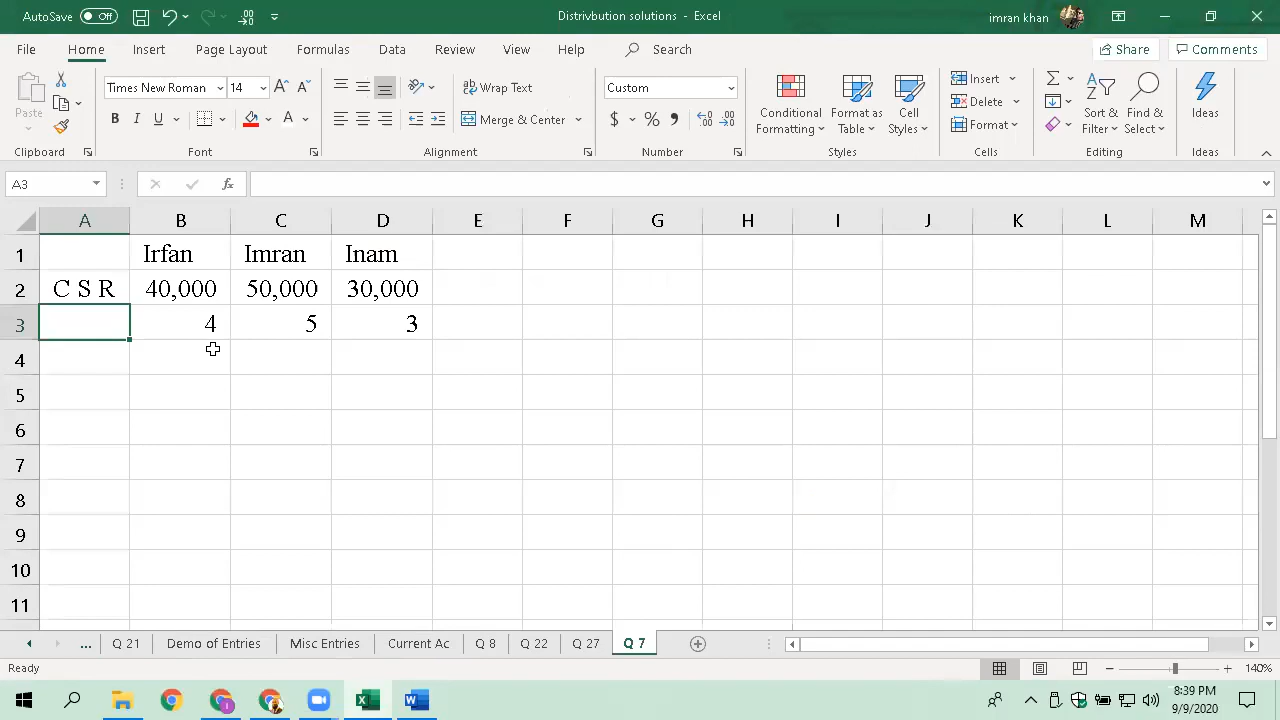 AutoSave Off Distrivbution solutions - Excel imran khan
File Home Insert Page Layout Formulas Data Review View Help Search Share Comments
Paste
Clipboard
Times New Roman 14
B I U A
Font
Wrap Text
Merge & Center
Alignment
Custom
$ % ,
Number
Conditional Formatting
Format as Table
Cell Styles
Styles
Insert
Delete
Format
Cells
Sort & Filter
Find & Select
Editing
Ideas
Ideas
A3 fx
A B C D E F G H I J K L M
1 Irfan Imran Inam
2 C S R 40,000 50,000 30,000
3 4 5 3
4
5
6
7
8
9
10
11
... Q 21 Demo of Entries Misc Entries Current Ac Q 8 Q 22 Q 27 Q 7
Ready 140%
8:39 PM
9/9/2020